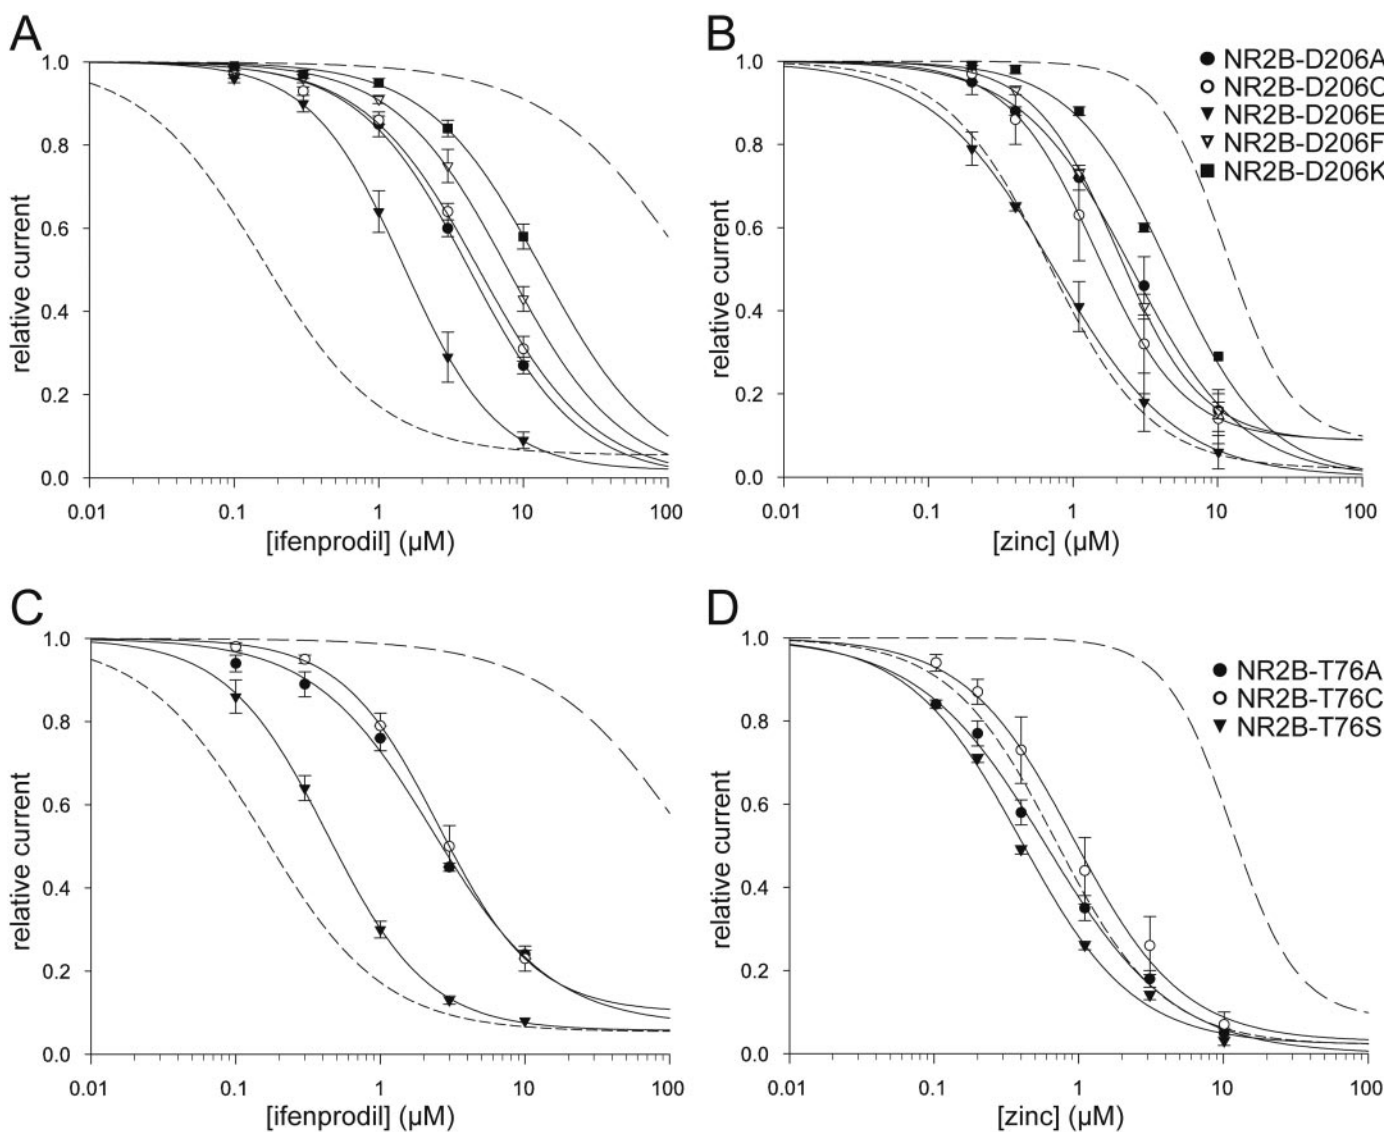 A
1.0
0.8
0.6
0.4
0.2
0.0
relative current
0.01
0.1
1
10
100
[ifenprodil] (µM)
B
1.0
0.8
0.6
0.4
0.2
0.0
relative current
0.01
0.1
1
10
100
[zinc] (µM)
NR2B-D206A
NR2B-D206C
NR2B-D206E
NR2B-D206F
NR2B-D206K
C
1.0
0.8
0.6
0.4
0.2
0.0
relative current
0.01
0.1
1
10
100
[ifenprodil] (µM)
D
1.0
0.8
0.6
0.4
0.2
0.0
relative current
0.01
0.1
1
10
100
[zinc] (µM)
NR2B-T76A
NR2B-T76C
NR2B-T76S